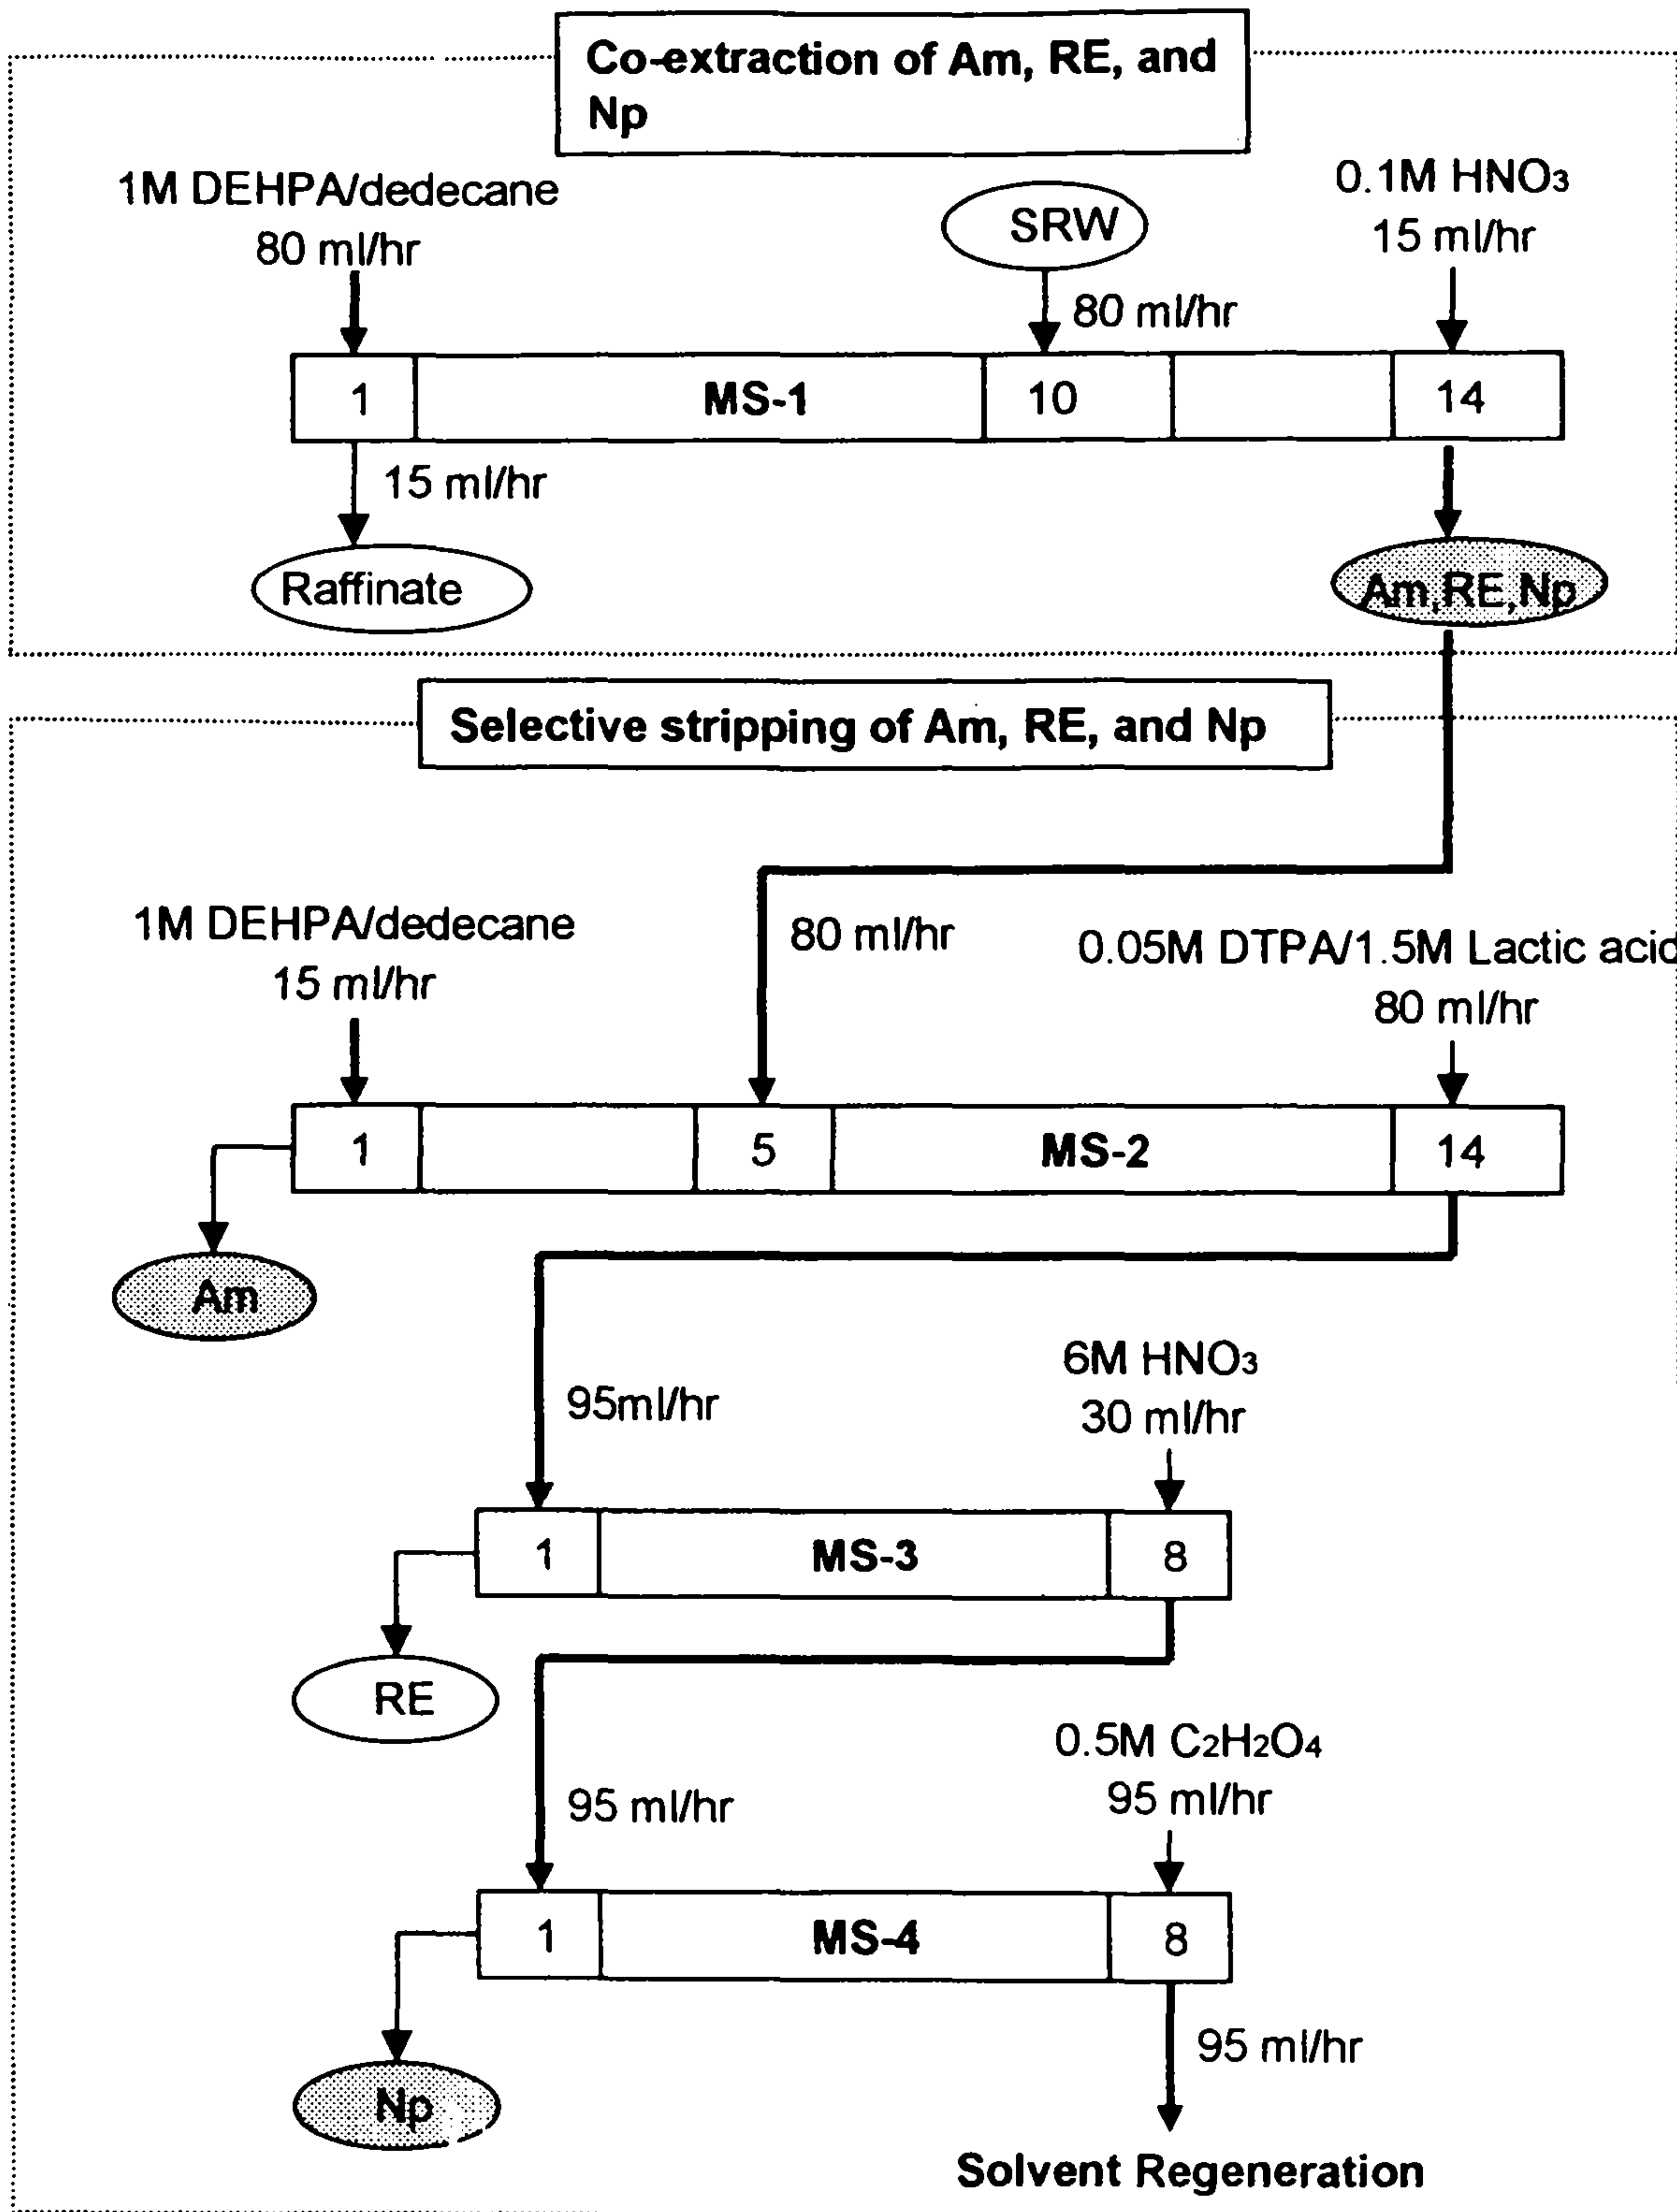 Co-extraction of Am, RE, and
Np
1M DEHPA/dedecane
80 ml/hr
SRW
80 ml/hr
0.1M HNO3
15 ml/hr
1
MS-1
10
14
15 ml/hr
Raffinate
Am,RE,Np
Selective stripping of Am, RE, and Np
1M DEHPA/dedecane
15 ml/hr
80 ml/hr
0.05M DTPA/1.5M Lactic acid
80 ml/hr
1
5
MS-2
14
Am
95ml/hr
6M HNO3
30 ml/hr
1
MS-3
8
RE
95 ml/hr
0.5M C2H2O4
95 ml/hr
1
MS-4
8
Np
95 ml/hr
Solvent Regeneration